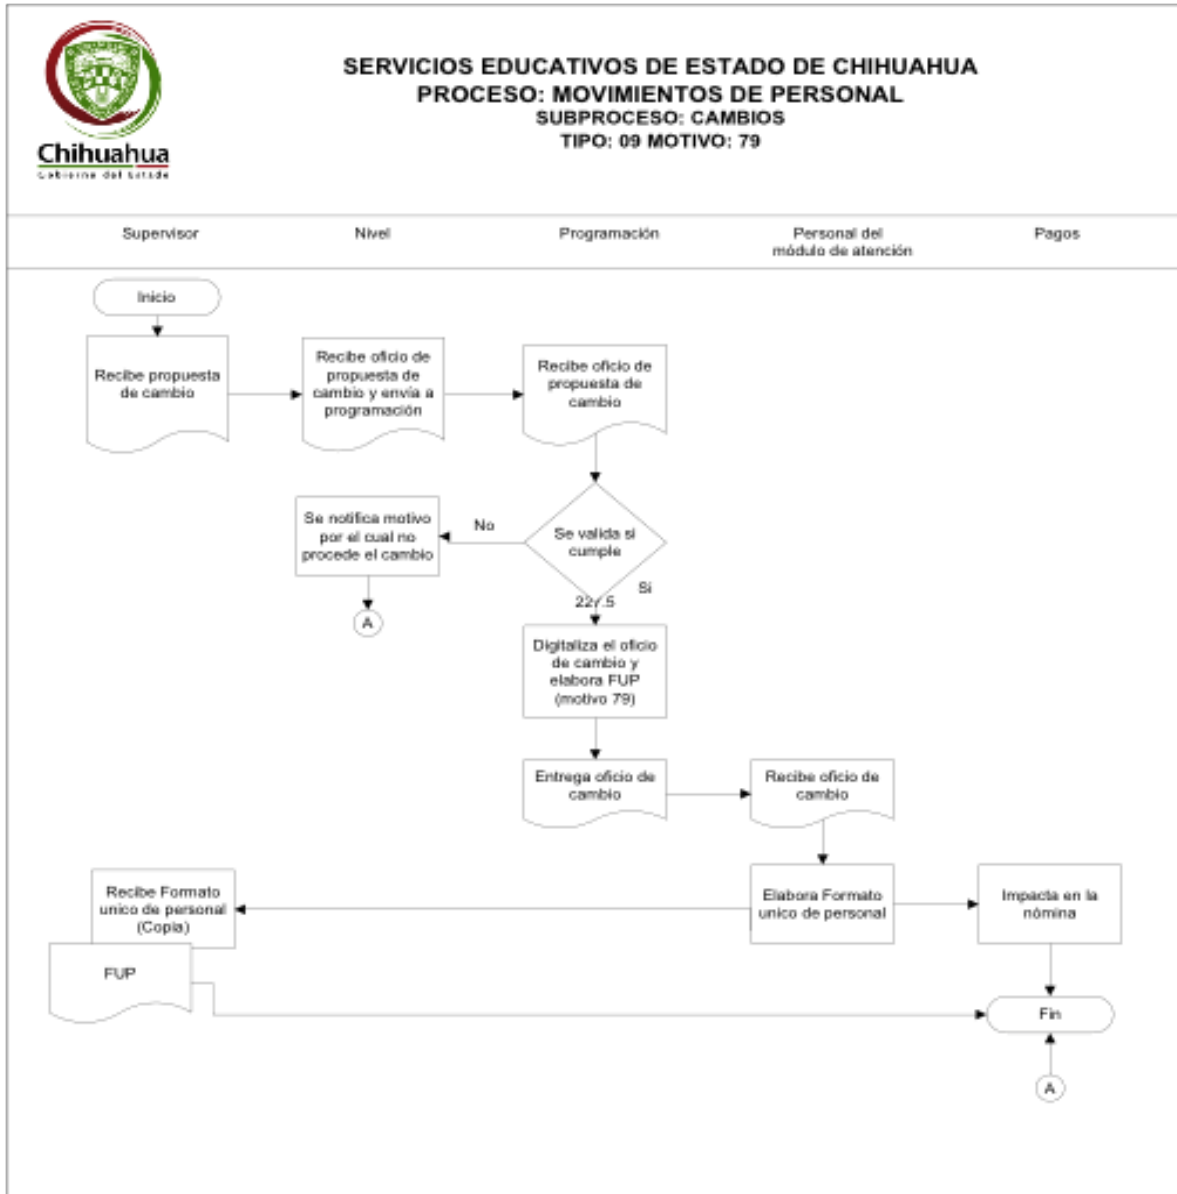 SERVICIOS EDUCATIVOS DE ESTADO DE CHIHUAHUA
PROCESO: MOVIMIENTOS DE PERSONAL
SUBPROCESO: CAMBIOS
TIPO: 09 MOTIVO: 79
Chihuahua
Gobierno del Estado
Supervisor
Nivel
Programación
Personal del
módulo de atención
Pagos
Inicio
Recibe propuesta
de cambio
Recibe oficio de
propuesta de
cambio y envía a
programación
Recibe oficio de
propuesta de
cambio
Se notifica motivo
por el cual no
procede el cambio
No
Se valida si
cumple
Si
A
Digitaliza el oficio
de cambio y
elabora FUP
(motivo 79)
Entrega oficio de
cambio
Recibe oficio de
cambio
Recibe Formato
unico de personal
(Copia)
Elabora Formato
unico de personal
Impacta en la
nómina
FUP
Fin
A